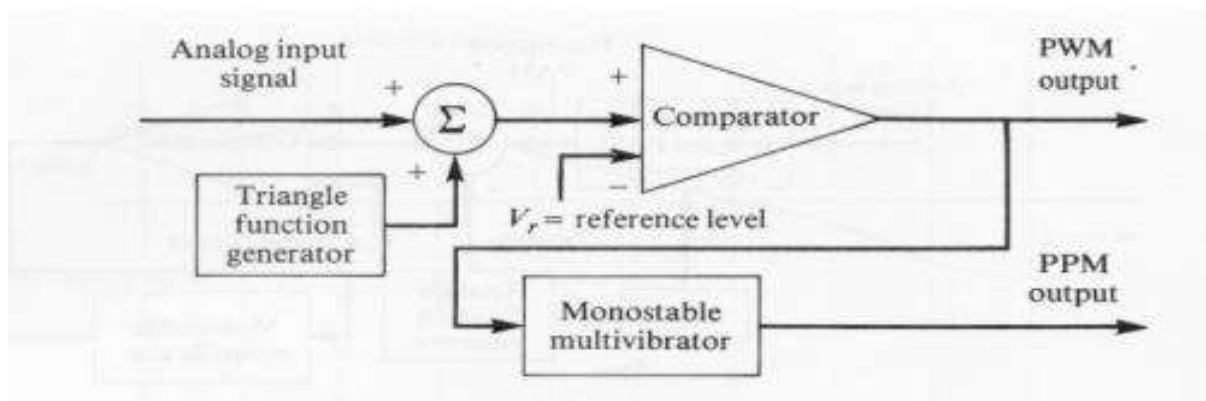 Analog input
signal
+
Σ
+
+
Comparator
−
PWM
output
Triangle
function
generator
V_r = reference level
Monostable
multivibrator
PPM
output